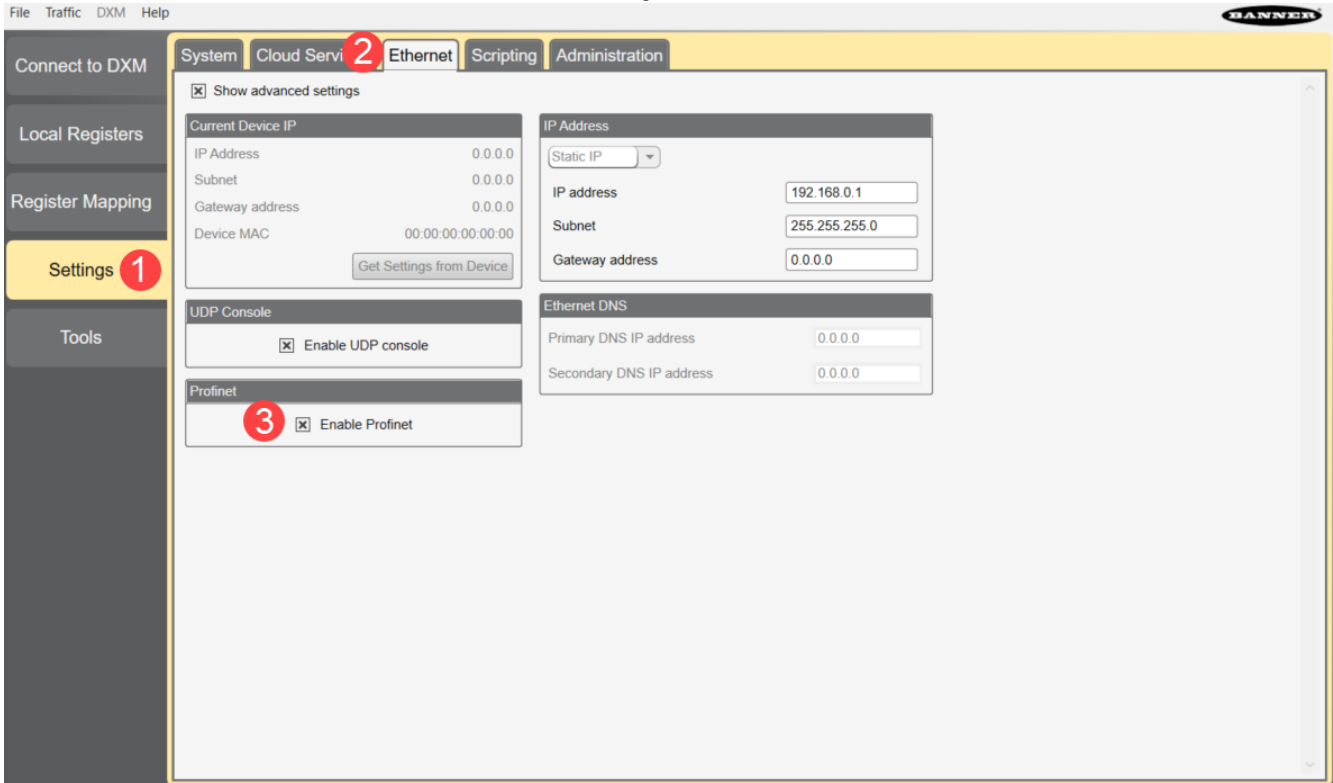 File Traffic DXM Help
BANNER
Connect to DXM
Local Registers
Register Mapping
Settings 1
Tools
System Cloud Servi 2 Ethernet Scripting Administration
Show advanced settings
Current Device IP
IP Address 0.0.0.0
Subnet 0.0.0.0
Gateway address 0.0.0.0
Device MAC 00:00:00:00:00:00
Get Settings from Device
UDP Console
Enable UDP console
Profinet
3 Enable Profinet
IP Address
Static IP
IP address 192.168.0.1
Subnet 255.255.255.0
Gateway address 0.0.0.0
Ethernet DNS
Primary DNS IP address 0.0.0.0
Secondary DNS IP address 0.0.0.0